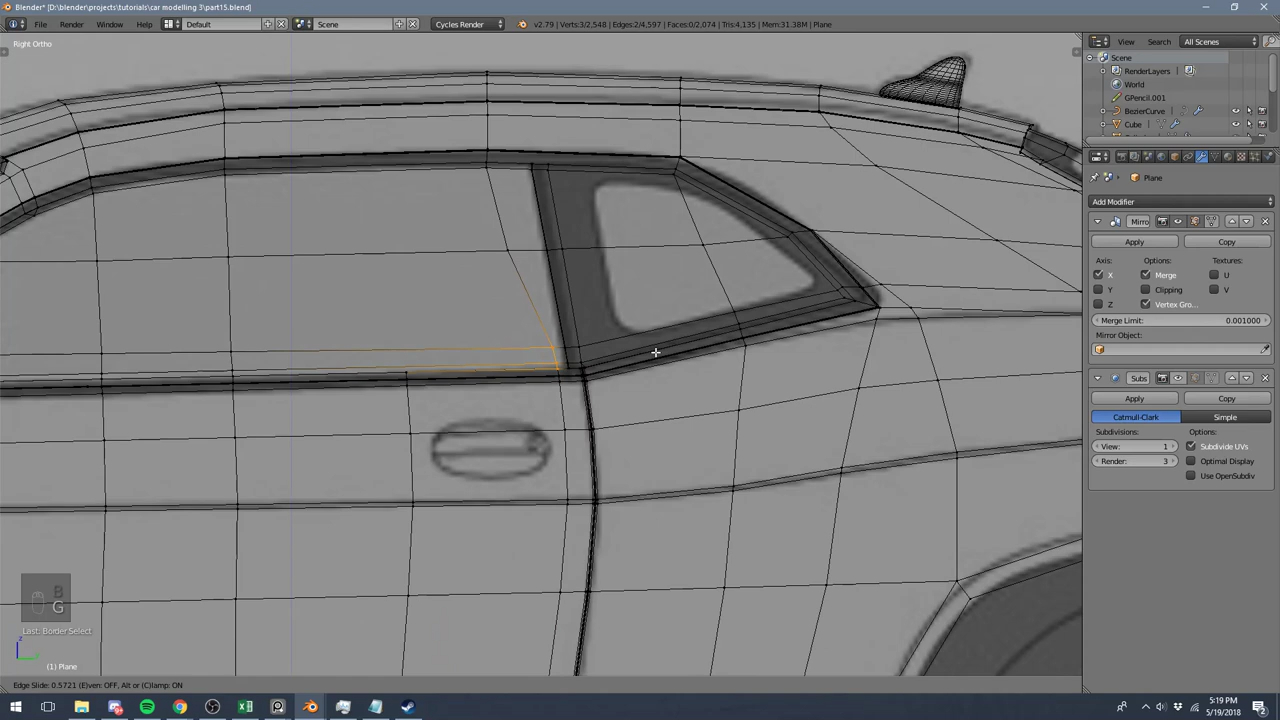 Blender* [D:\blender\projects\tutorials\car modelling 3\part15.blend]
File Render Window Help Default Scene Cycles Render v2.79 | Verts:3/2,548 | Edges:2/4,597 | Faces:0/2,074 | Tris:4,135 | Mem:31.38M | Plane
Right Ortho
View Search All Scenes
Scene
RenderLayers
World
GPencil.001
BezierCurve
Cube
Plane
Add Modifier
Mirro
Apply Copy
Axis: Options: Textures:
X Merge U
Y Clipping V
Z Vertex Gro...
Merge Limit: 0.001000
Mirror Object:
Subs
Apply Copy
Catmull-Clark Simple
Subdivisions: Options:
View: 1 Subdivide UVs
Render: 3 Optimal Display
Use OpenSubdiv
B
G
Last: Border Select
z
(1) Plane
Edge Slide: 0.5721 (E)ven: OFF, Alt or (C)lamp: ON
5:19 PM
5/19/2018
2